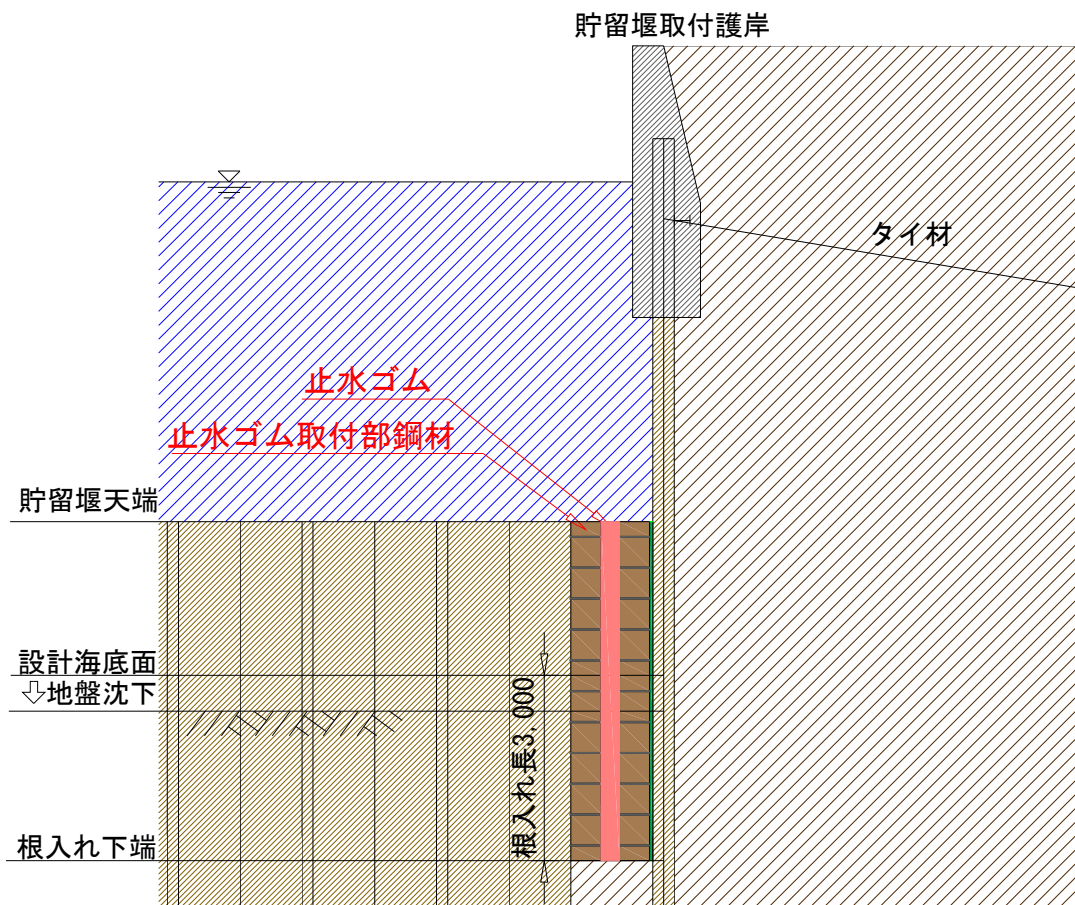 貯留堰取付護岸
タイ材
止水ゴム
止水ゴム取付部鋼材
貯留堰天端
設計海底面
⇩地盤沈下
根入れ長3,000
根入れ下端